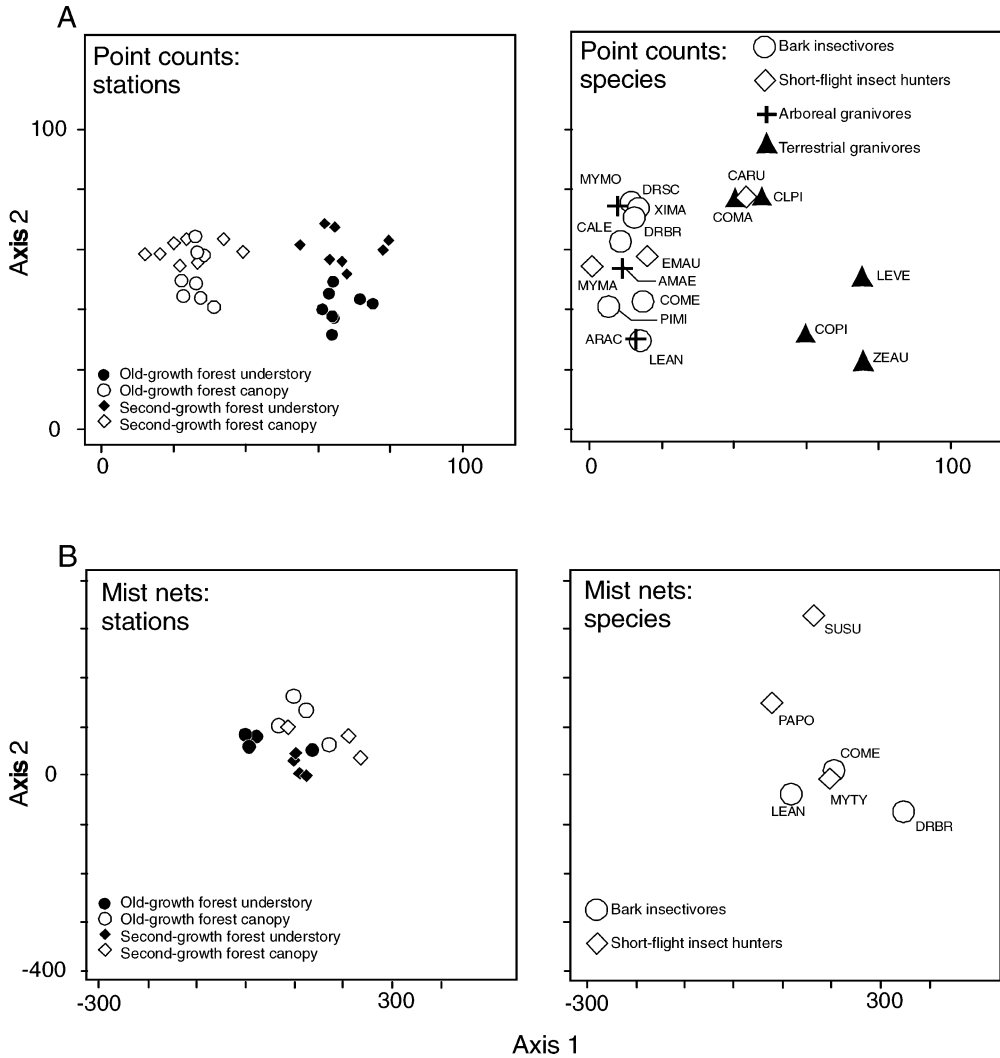 A
Point counts:
stations
100
Axis 2
0
Old-growth forest understory
Old-growth forest canopy
Second-growth forest understory
Second-growth forest canopy
0
100
Point counts:
species
Bark insectivores
Short-flight insect hunters
Arboreal granivores
Terrestrial granivores
MYMO
DRSC
XIMA
CALE
DRBR
EMAU
MYMA
AMAE
COME
PIMI
ARAC
LEAN
CARU
COMA
CLPI
LEVE
COPI
ZEAU
0
100
B
Mist nets:
stations
Axis 2
0
-400
Old-growth forest understory
Old-growth forest canopy
Second-growth forest understory
Second-growth forest canopy
-300
300
Mist nets:
species
SUSU
PAPO
COME
MYTY
LEAN
DRBR
Bark insectivores
Short-flight insect hunters
-300
300
Axis 1